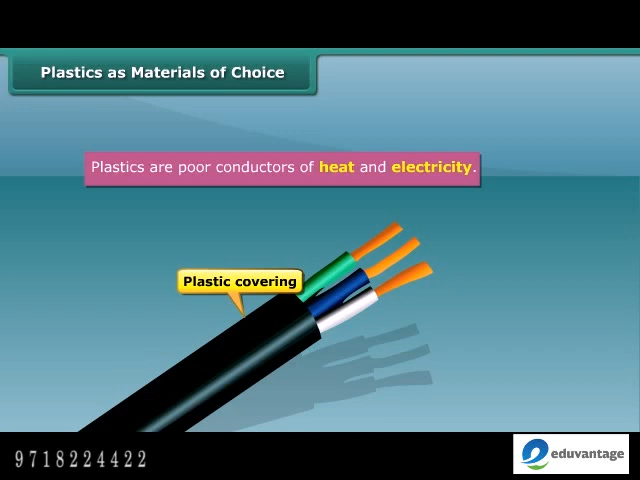 Plastics as Materials of Choice
Plastics are poor conductors of heat and electricity.
Plastic covering
9718224422
eduvantage